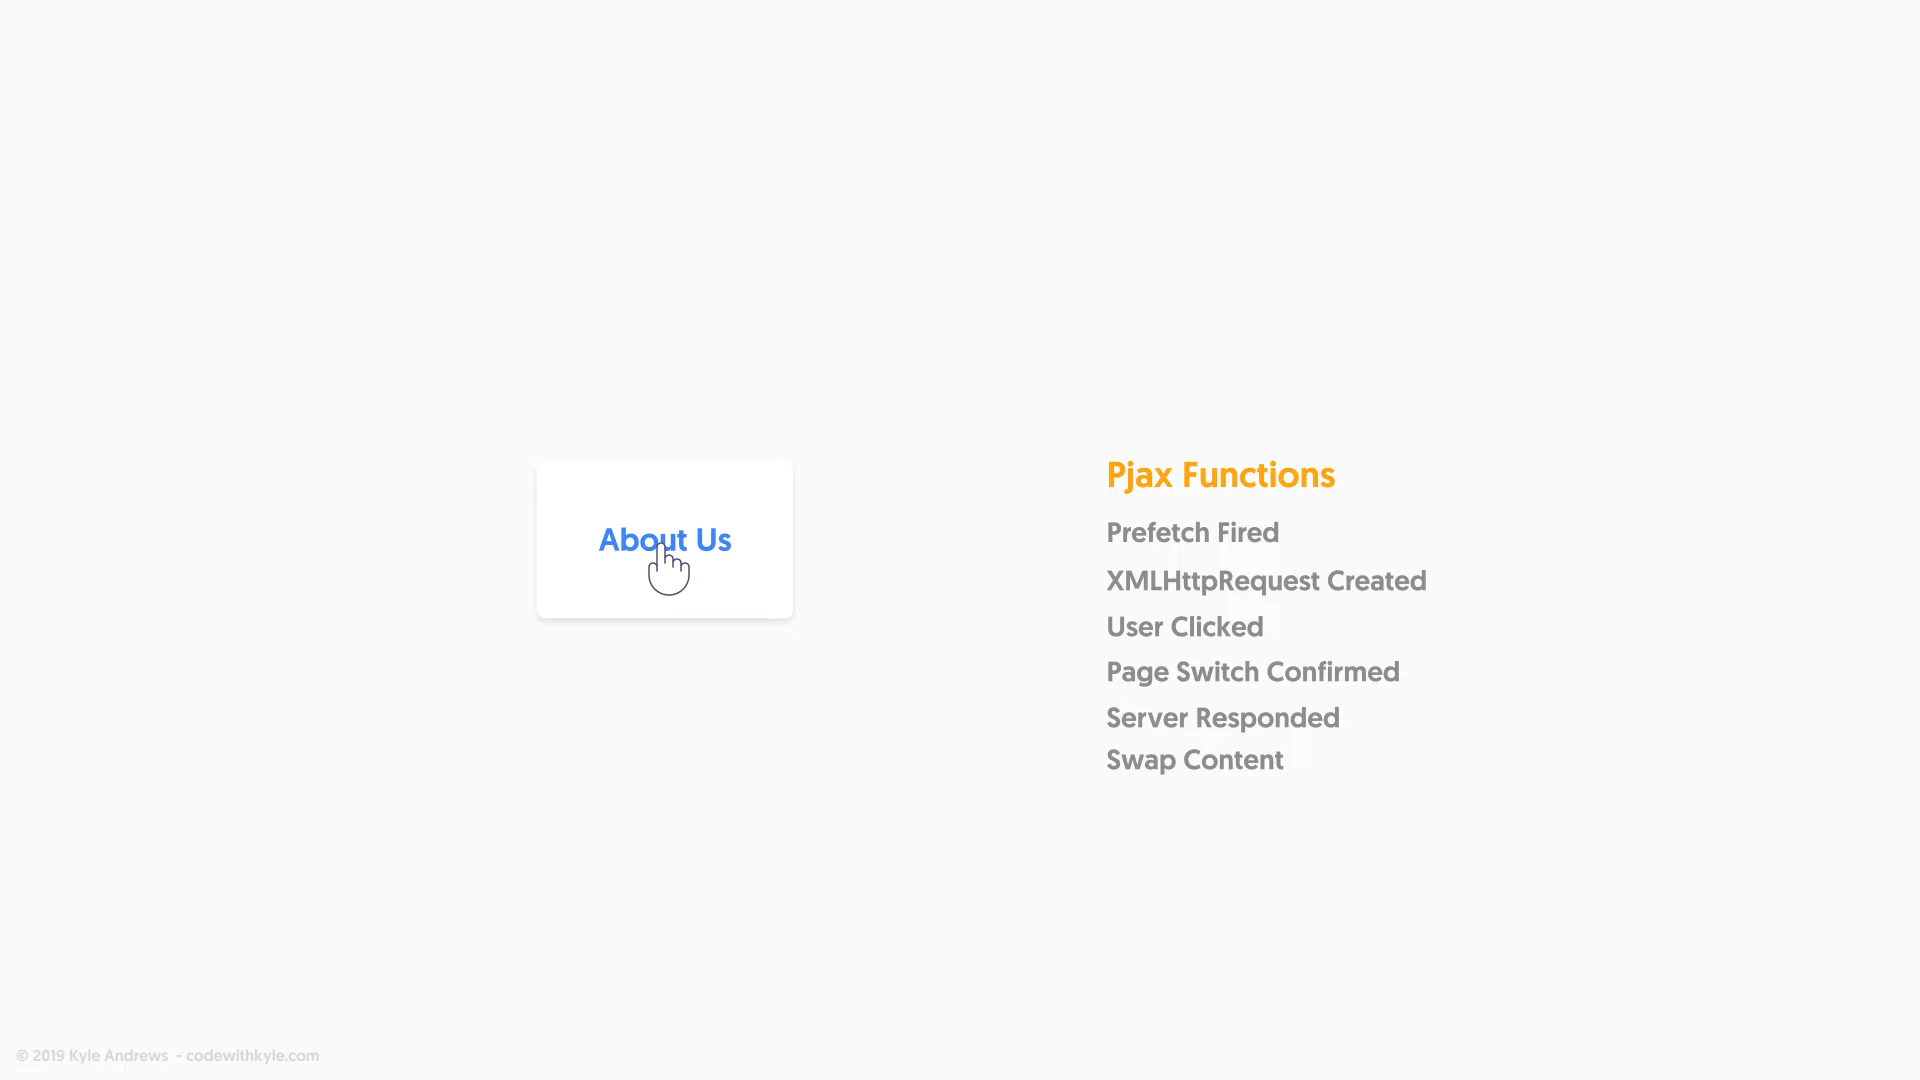 About Us
Pjax Functions
Prefetch Fired
XMLHttpRequest Created
User Clicked
Page Switch Confirmed
Server Responded
Swap Content
© 2019 Kyle Andrews - codewithkyle.com